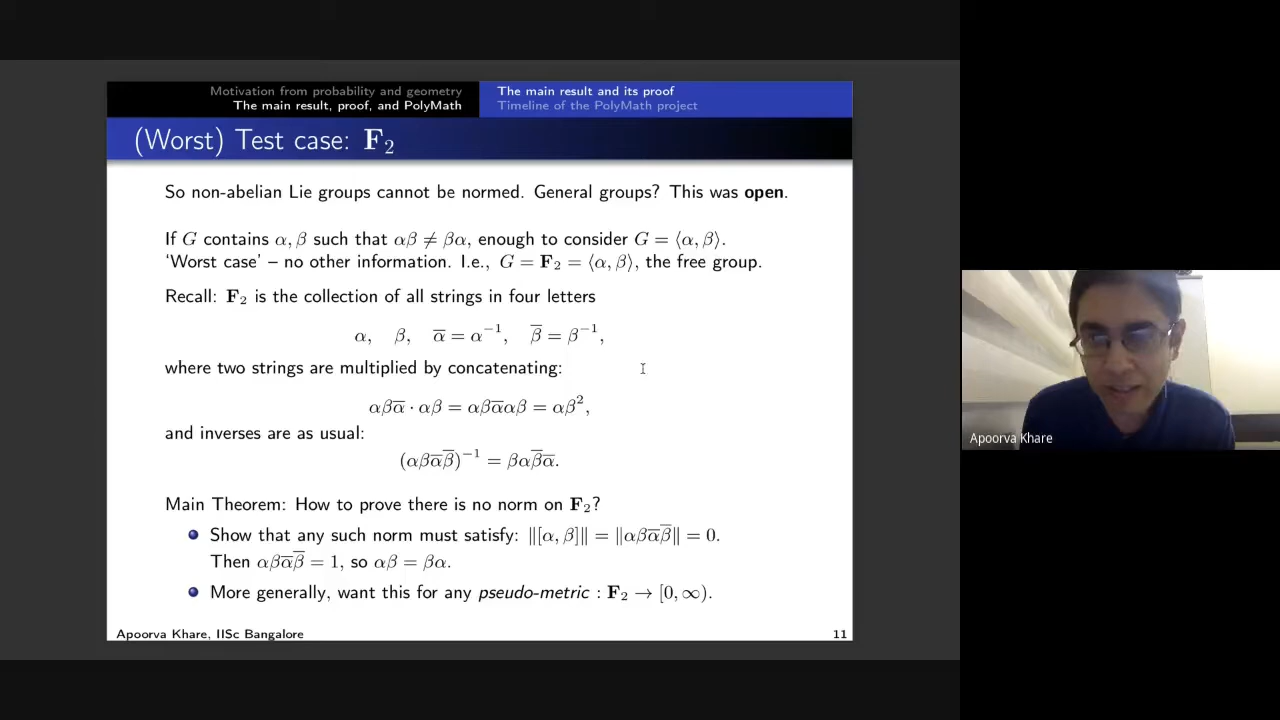 Motivation from probability and geometry
The main result, proof, and PolyMath
The main result and its proof
Timeline of the PolyMath project
(Worst) Test case: F₂
So non-abelian Lie groups cannot be normed. General groups? This was open.
If G contains α, β such that αβ ≠ βα, enough to consider G = ⟨α, β⟩.
‘Worst case’ – no other information. I.e., G = F₂ = ⟨α, β⟩, the free group.
Recall: F₂ is the collection of all strings in four letters
α, β, α̅ = α⁻¹, β̅ = β⁻¹,
where two strings are multiplied by concatenating:
αβα̅ · αβ = αβα̅αβ = αβ²,
and inverses are as usual:
(αβα̅β̅)⁻¹ = βαβ̅α̅.
Main Theorem: How to prove there is no norm on F₂?
Show that any such norm must satisfy: ‖[α, β]‖ = ‖αβα̅β̅‖ = 0.
Then αβα̅β̅ = 1, so αβ = βα.
More generally, want this for any pseudo-metric : F₂ → [0, ∞).
Apoorva Khare, IISc Bangalore
11
Apoorva Khare